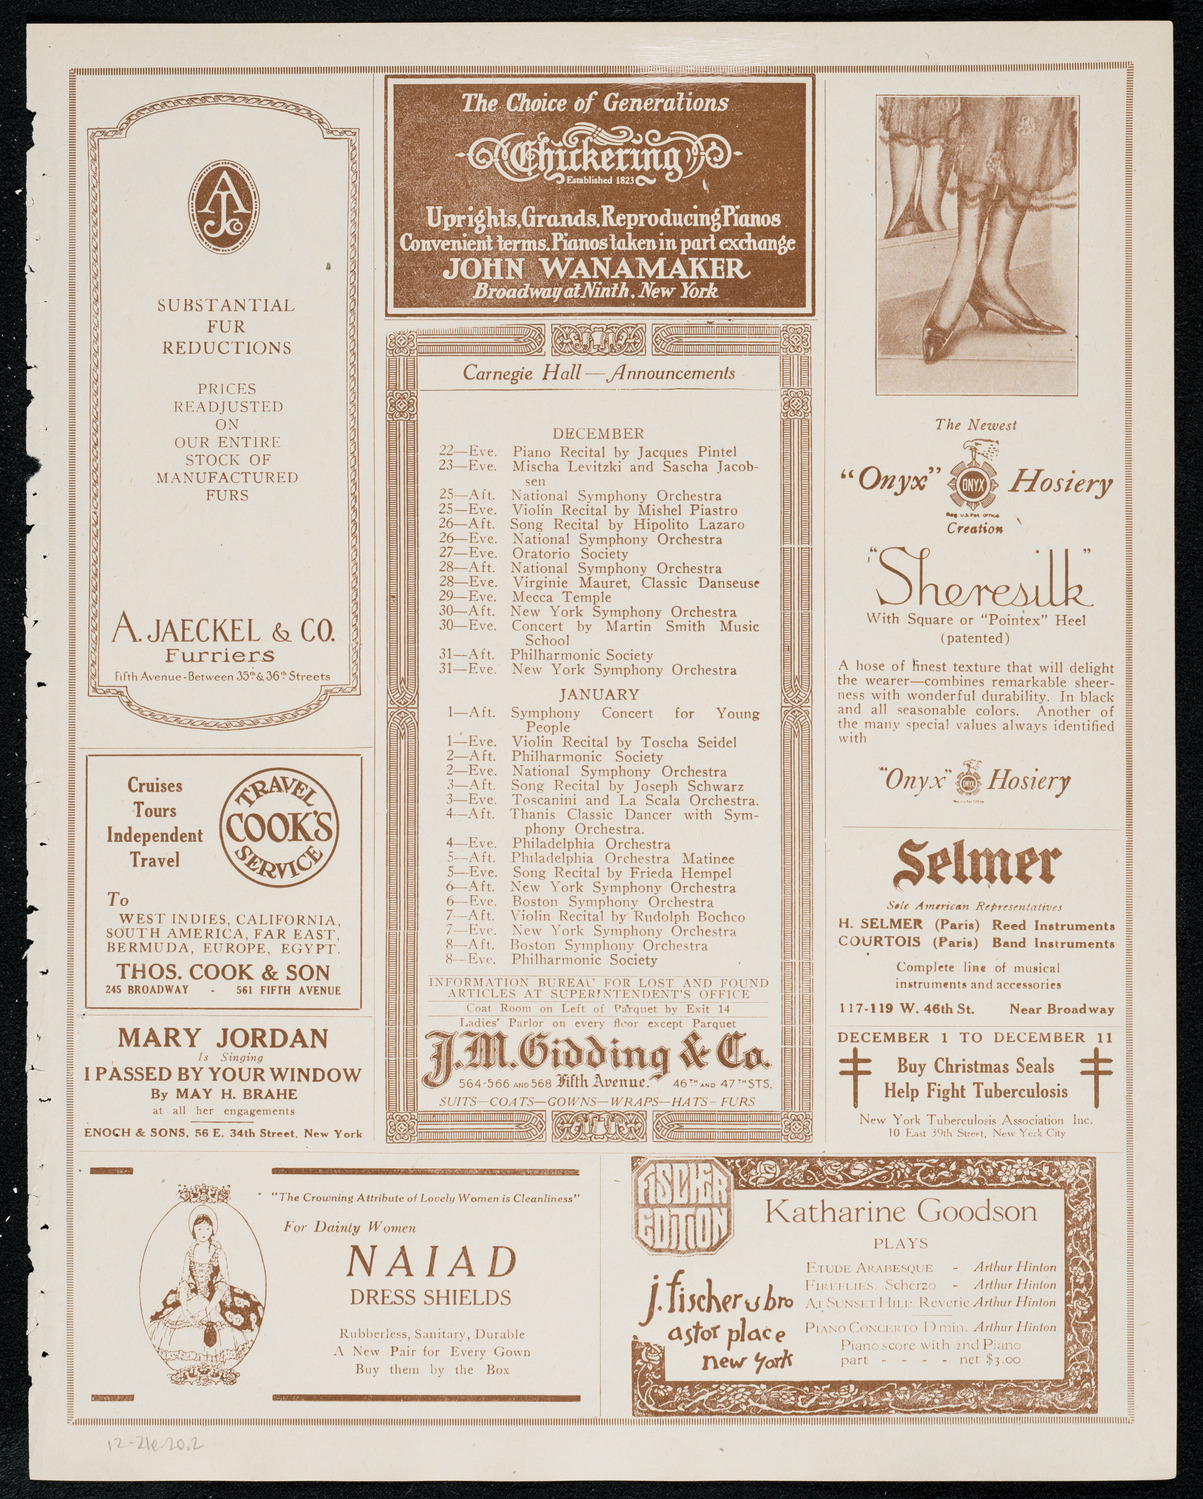 AJCo
SUBSTANTIAL
FUR
REDUCTIONS
PRICES
READJUSTED
ON
OUR ENTIRE
STOCK OF
MANUFACTURED
FURS
A. JAECKEL & CO.
Furriers
Fifth Avenue-Between 35th & 36th Streets
Cruises
Tours
Independent
Travel
TRAVEL
COOK'S
SERVICE
To
WEST INDIES, CALIFORNIA,
SOUTH AMERICA, FAR EAST,
BERMUDA, EUROPE, EGYPT.
THOS. COOK & SON
245 BROADWAY - 561 FIFTH AVENUE
MARY JORDAN
Is Singing
I PASSED BY YOUR WINDOW
By MAY H. BRAHE
at all her engagements
ENOCH & SONS, 56 E. 34th Street, New York
The Choice of Generations
Chickering
Established 1823
Uprights, Grands, Reproducing Pianos
Convenient terms. Pianos taken in part exchange
JOHN WANAMAKER
Broadway at Ninth, New York
Carnegie Hall — Announcements
DECEMBER
22—Eve. Piano Recital by Jacques Pintel
23—Eve. Mischa Levitzki and Sascha Jacob-
sen
25—Aft. National Symphony Orchestra
25—Eve. Violin Recital by Mishel Piastro
26—Aft. Song Recital by Hipolito Lazaro
26—Eve. National Symphony Orchestra
27—Eve. Oratorio Society
28—Aft. National Symphony Orchestra
28—Eve. Virginie Mauret, Classic Danseuse
29—Eve. Mecca Temple
30—Aft. New York Symphony Orchestra
30—Eve. Concert by Martin Smith Music
School
31—Aft. Philharmonic Society
31—Eve. New York Symphony Orchestra
JANUARY
1—Aft. Symphony Concert for Young
People
1—Eve. Violin Recital by Toscha Seidel
2—Aft. Philharmonic Society
2—Eve. National Symphony Orchestra
3—Aft. Song Recital by Joseph Schwarz
3—Eve. Toscanini and La Scala Orchestra.
4—Aft. Thanis Classic Dancer with Sym-
phony Orchestra.
4—Eve. Philadelphia Orchestra
5—Aft. Philadelphia Orchestra Matinee
5—Eve. Song Recital by Frieda Hempel
6—Aft. New York Symphony Orchestra
6—Eve. Boston Symphony Orchestra
7—Aft. Violin Recital by Rudolph Bochco
7—Eve. New York Symphony Orchestra
8—Aft. Boston Symphony Orchestra
8—Eve. Philharmonic Society
INFORMATION BUREAU FOR LOST AND FOUND
ARTICLES AT SUPERINTENDENT'S OFFICE
Coat Room on Left of Parquet by Exit 14
Ladies' Parlor on every floor except Parquet
J. M. Gidding & Co.
564-566 AND 568 Fifth Avenue. 46TH AND 47TH STS.
SUITS—COATS—GOWNS—WRAPS—HATS-FURS
The Newest
"Onyx" ONYX Hosiery
Reg. U.S. Pat. Office
Creation
"Sheresilk"
With Square or "Pointex" Heel
(patented)
A hose of finest texture that will delight
the wearer—combines remarkable sheer-
ness with wonderful durability. In black
and all seasonable colors. Another of
the many special values always identified
with
"Onyx" Hosiery
Selmer
Sole American Representatives
H. SELMER (Paris) Reed Instruments
COURTOIS (Paris) Band Instruments
Complete line of musical
instruments and accessories
117-119 W. 46th St. Near Broadway
DECEMBER 1 TO DECEMBER 11
Buy Christmas Seals
Help Fight Tuberculosis
New York Tuberculosis Association Inc.
10 East 39th Street, New York City
"The Crowning Attribute of Lovely Women is Cleanliness"
For Dainty Women
NAIAD
DRESS SHIELDS
Rubberless, Sanitary, Durable
A New Pair for Every Gown
Buy them by the Box
FISCHER
EDITION
j. fischer & bro
astor place
new york
Katharine Goodson
PLAYS
ETUDE ARABESQUE - Arthur Hinton
FIREFLIES, Scherzo - Arthur Hinton
AT SUNSET HILL: Reverie Arthur Hinton
PIANO CONCERTO D min. Arthur Hinton
Piano score with 2nd Piano
part - - - - net $3.00
12-21e-20.2